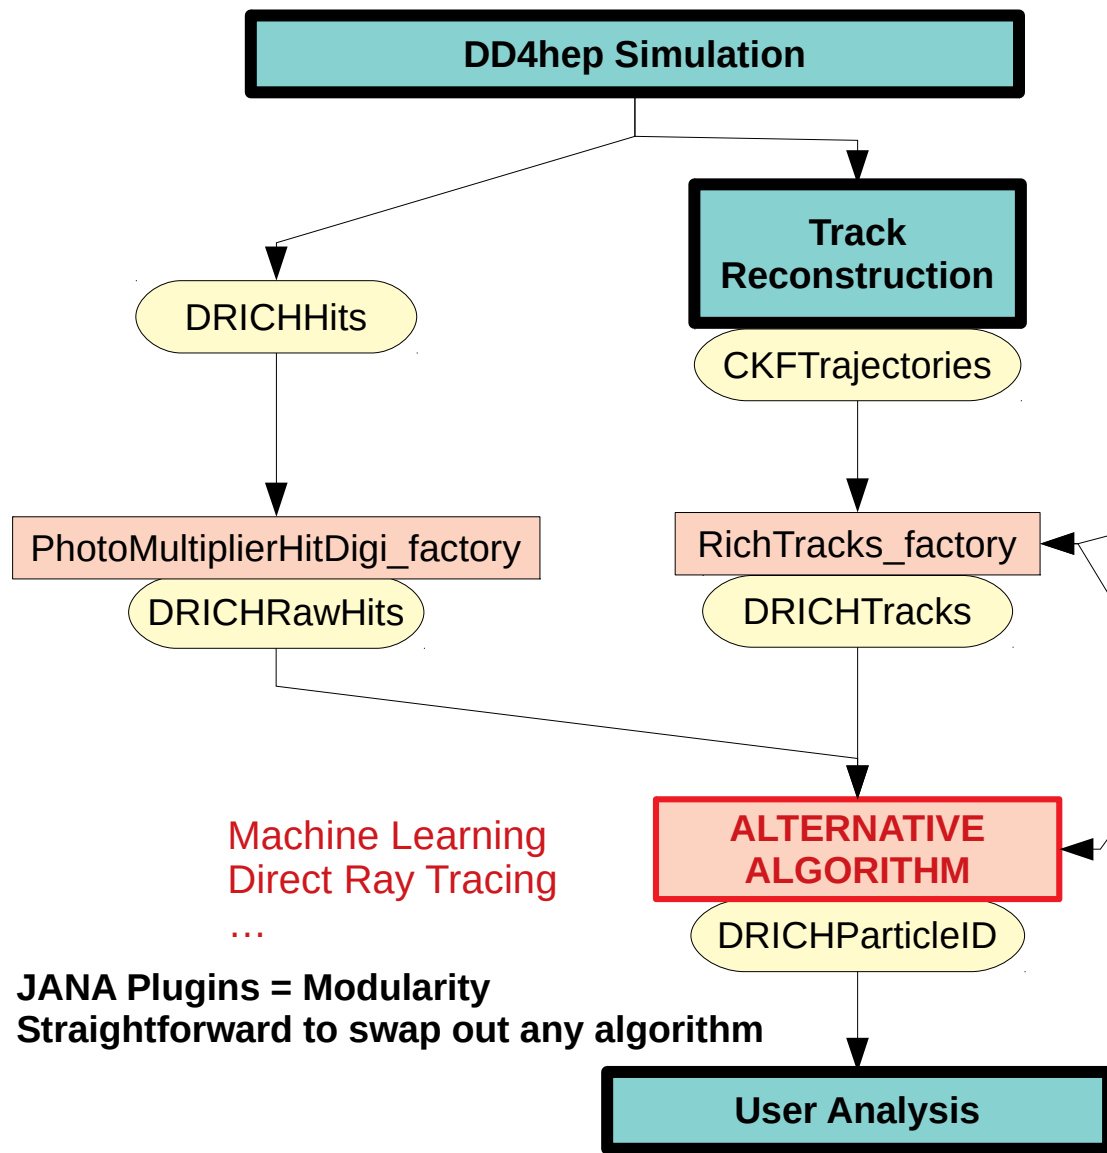 DD4hep Simulation
Track
Reconstruction
DRICHHits
CKFTrajectories
PhotoMultiplierHitDigi_factory
RichTracks_factory
DRICHRawHits
DRICHTracks
Machine Learning
Direct Ray Tracing
…
ALTERNATIVE
ALGORITHM
DRICHParticleID
JANA Plugins = Modularity
Straightforward to swap out any algorithm
User Analysis